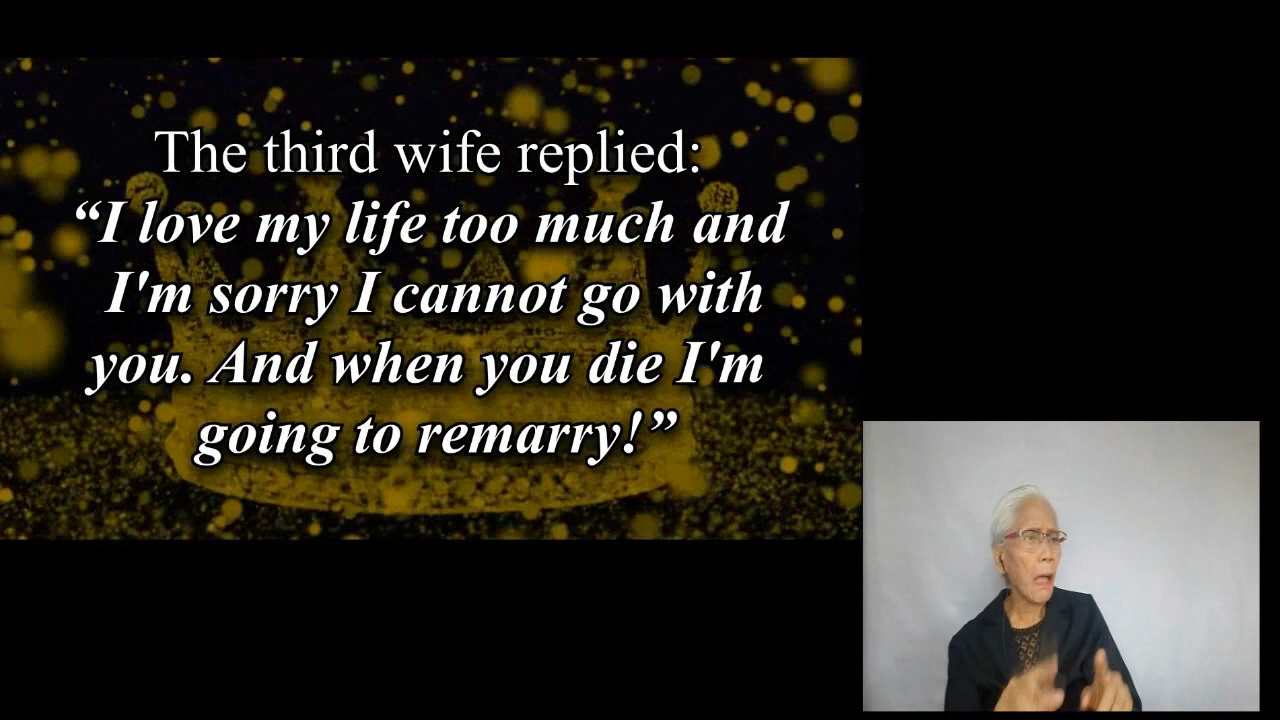 The third wife replied:
“I love my life too much and
I'm sorry I cannot go with
you. And when you die I'm
going to remarry!”